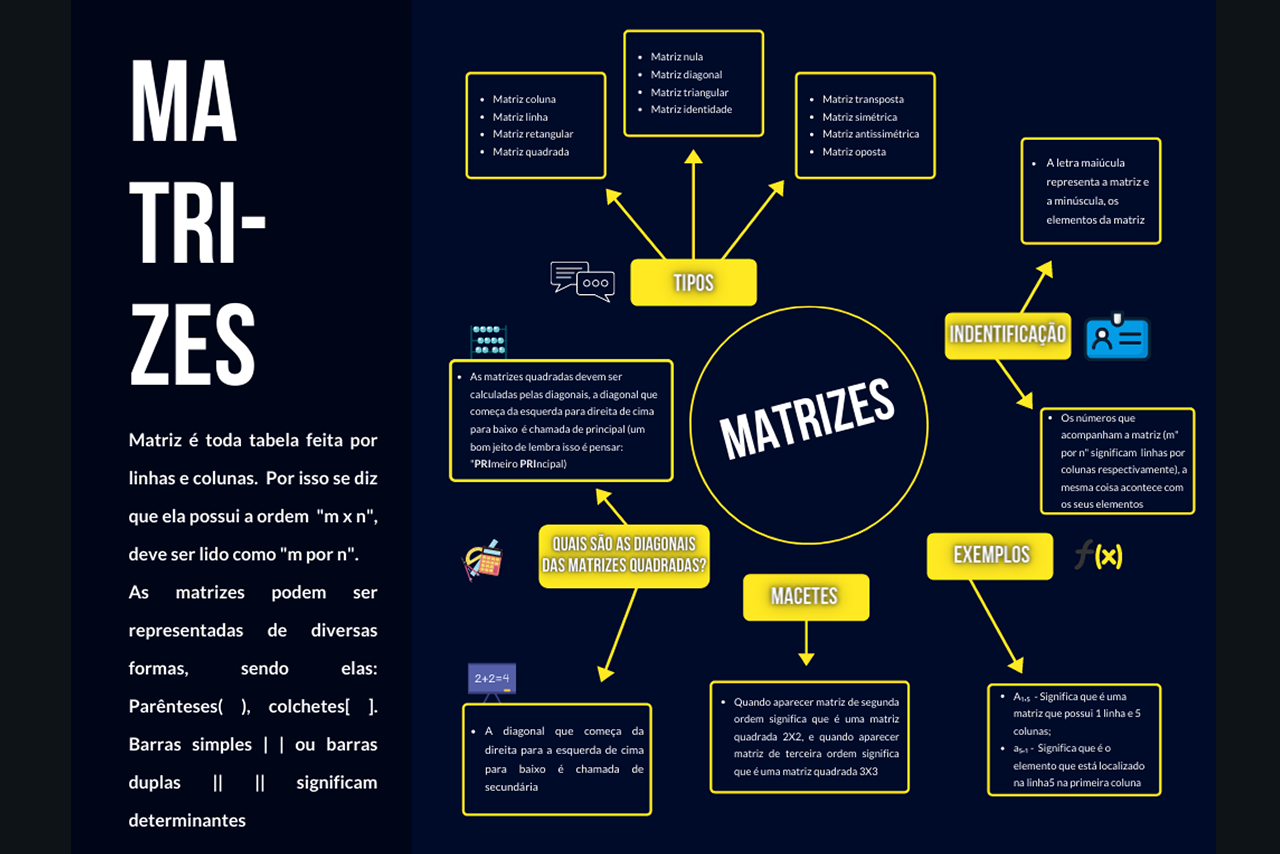 MA
TRI-
ZES
Matriz é toda tabela feita por
linhas e colunas. Por isso se diz
que ela possui a ordem "m x n",
deve ser lido como "m por n".
As matrizes podem ser
representadas de diversas
formas, sendo elas:
Parênteses( ), colchetes[ ].
Barras simples | | ou barras
duplas || || significam
determinantes
• Matriz coluna
• Matriz linha
• Matriz retangular
• Matriz quadrada
• Matriz nula
• Matriz diagonal
• Matriz triangular
• Matriz identidade
• Matriz transposta
• Matriz simétrica
• Matriz antissimétrica
• Matriz oposta
TIPOS
• A letra maiúcula
representa a matriz e
a minúscula, os
elementos da matriz
INDENTIFICAÇÃO
• Os números que
acompanham a matriz (m"
por n" significam linhas por
colunas respectivamente), a
mesma coisa acontece com
os seus elementos
MATRIZES
• As matrizes quadradas devem ser
calculadas pelas diagonais, a diagonal que
começa da esquerda para direita de cima
para baixo é chamada de principal (um
bom jeito de lembra isso é pensar:
"PRImeiro PRIncipal)
QUAIS SÃO AS DIAGONAIS
DAS MATRIZES QUADRADAS?
2+2=4
• A diagonal que começa da
direita para a esquerda de cima
para baixo é chamada de
secundária
MACETES
• Quando aparecer matriz de segunda
ordem significa que é uma matriz
quadrada 2X2, e quando aparecer
matriz de terceira ordem significa
que é uma matriz quadrada 3X3
EXEMPLOS
f(x)
• A₁ₓ₅ - Significa que é uma
matriz que possui 1 linha e 5
colunas;
• a₅ₓ₁ - Significa que é o
elemento que está localizado
na linha5 na primeira coluna